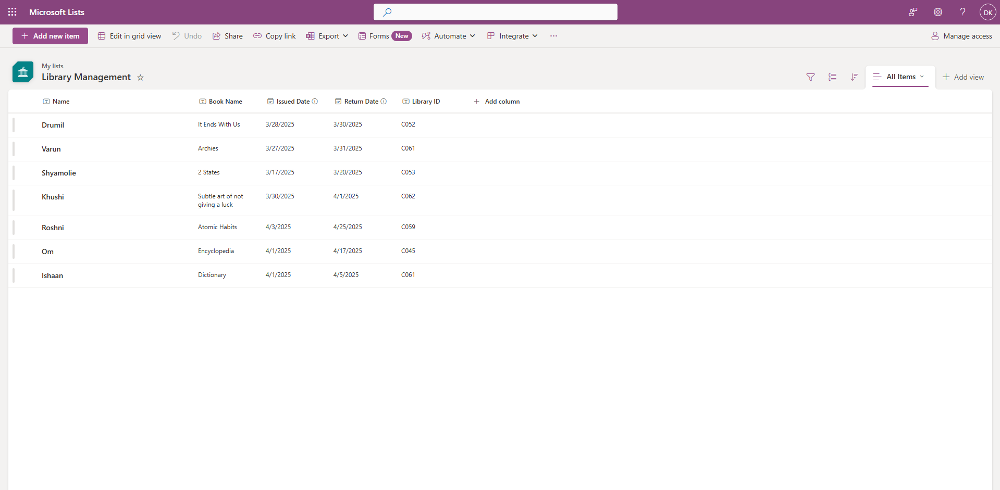 Microsoft Lists
DK
Add new item
Edit in grid view
Undo
Share
Copy link
Export
Forms New
Automate
Integrate
Manage access
My lists
Library Management
All Items
Add view
Name Book Name Issued Date Return Date Library ID Add column
Drumil It Ends With Us 3/28/2025 3/30/2025 C052
Varun Archies 3/27/2025 3/31/2025 C061
Shyamolie 2 States 3/17/2025 3/20/2025 C053
Khushi Subtle art of not 3/30/2025 4/1/2025 C062
giving a luck
Roshni Atomic Habits 4/3/2025 4/25/2025 C059
Om Encyclopedia 4/1/2025 4/17/2025 C045
Ishaan Dictionary 4/1/2025 4/5/2025 C061